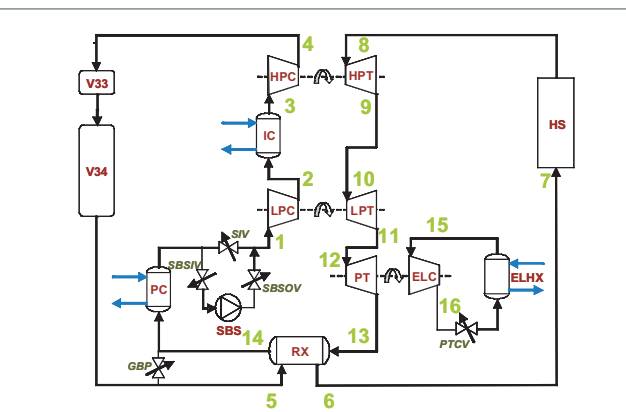 4
8
V33
HPC
HPT
3
9
IC
HS
V34
7
2
10
LPC
LPT
SIV
1
11
15
SBSIV
12
PC
SBSOV
PT
ELC
ELHX
16
SBS
14
13
PTCV
RX
GBP
5
6